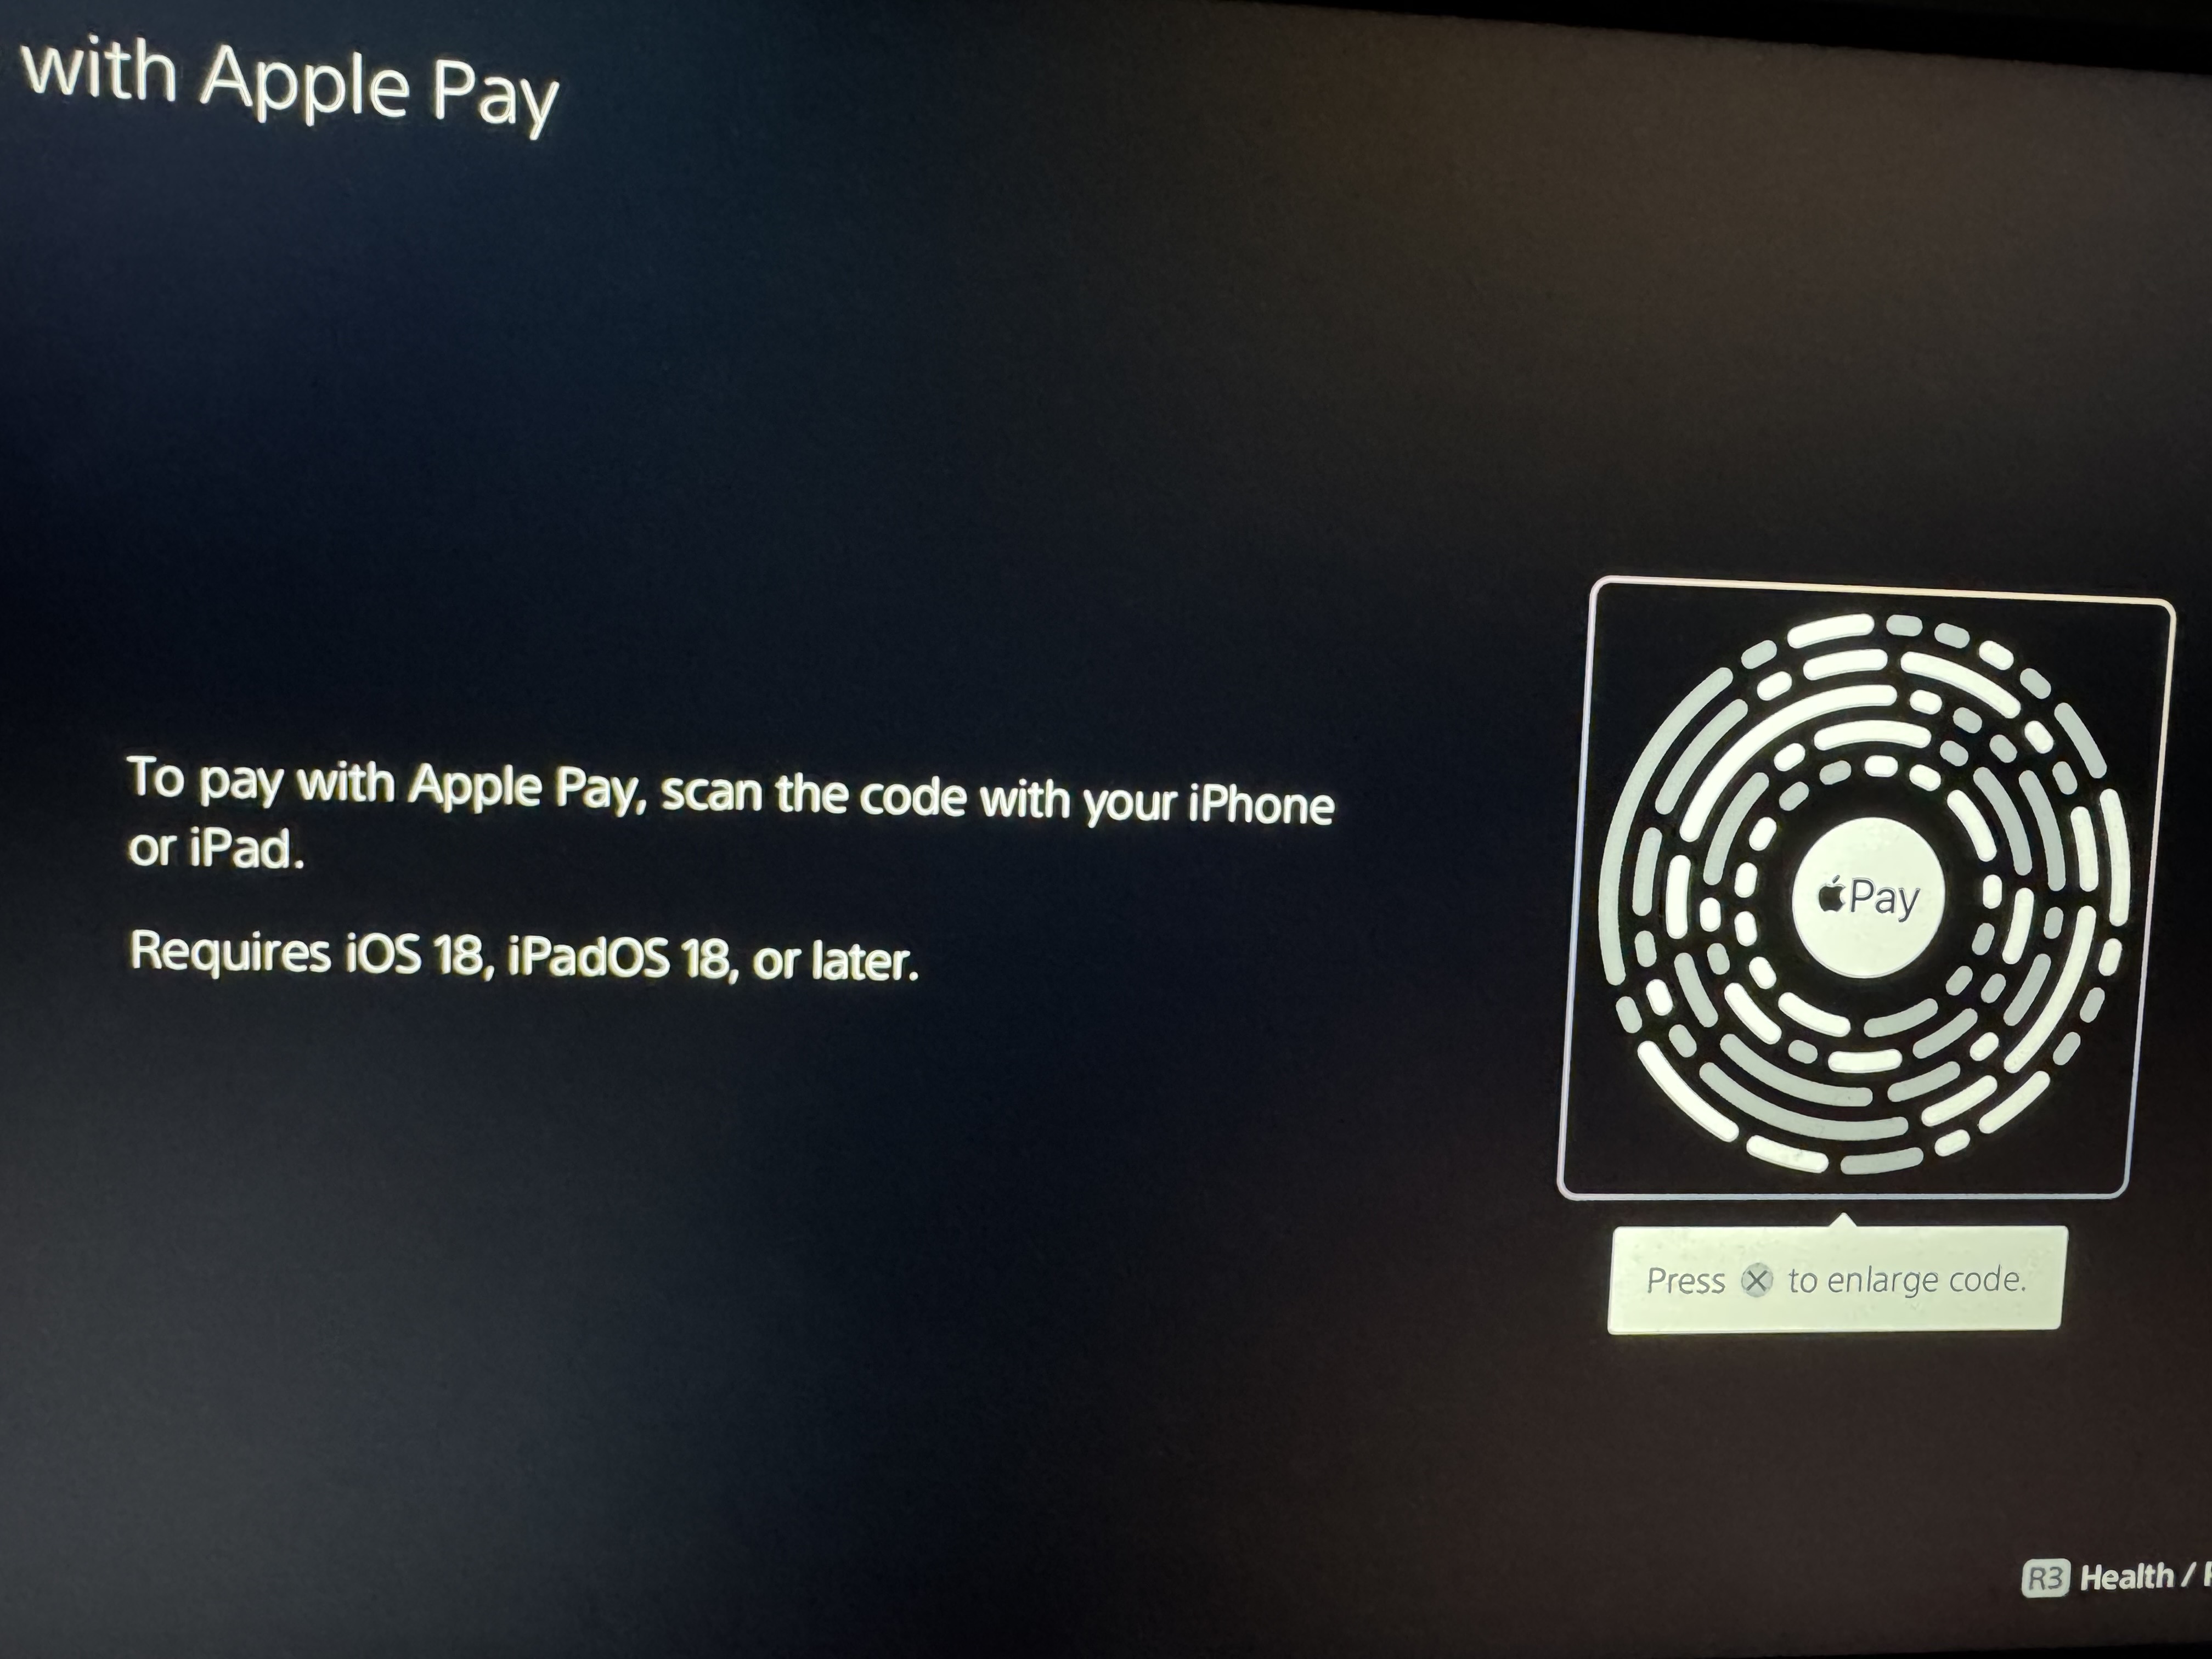 with Apple Pay
To pay with Apple Pay, scan the code with your iPhone
or iPad.
Requires iOS 18, iPadOS 18, or later.
Pay
Press ⓧ to enlarge code.
R3 Health /